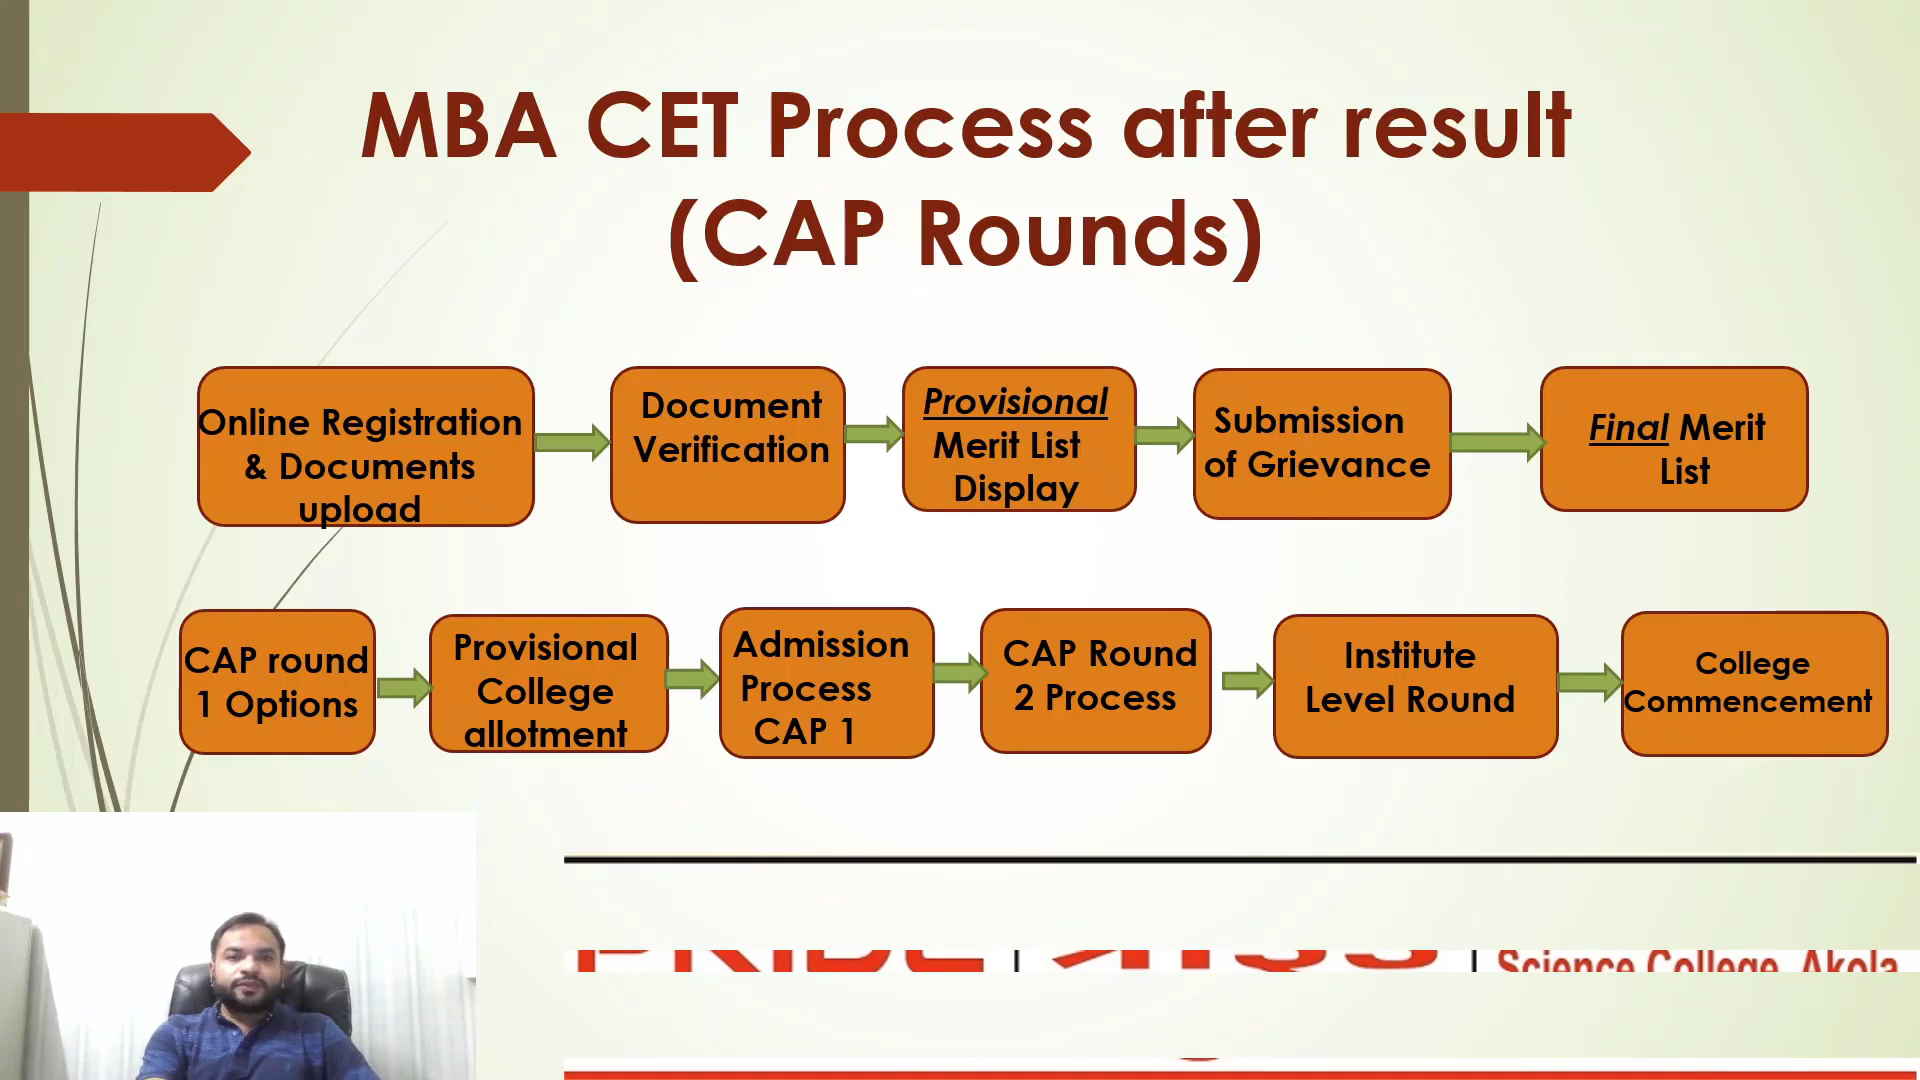 MBA CET Process after result
(CAP Rounds)
Online Registration
& Documents
upload
Document
Verification
Provisional
Merit List
Display
Submission
of Grievance
Final Merit
List
CAP round
1 Options
Provisional
College
allotment
Admission
Process
CAP 1
CAP Round
2 Process
Institute
Level Round
College
Commencement
Science College, Akola